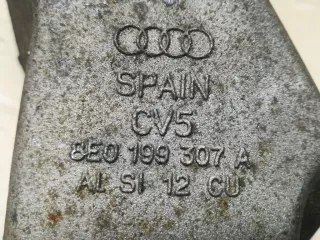 SPAIN
CV5
8E0 199 307 A
AL SI 12 CU